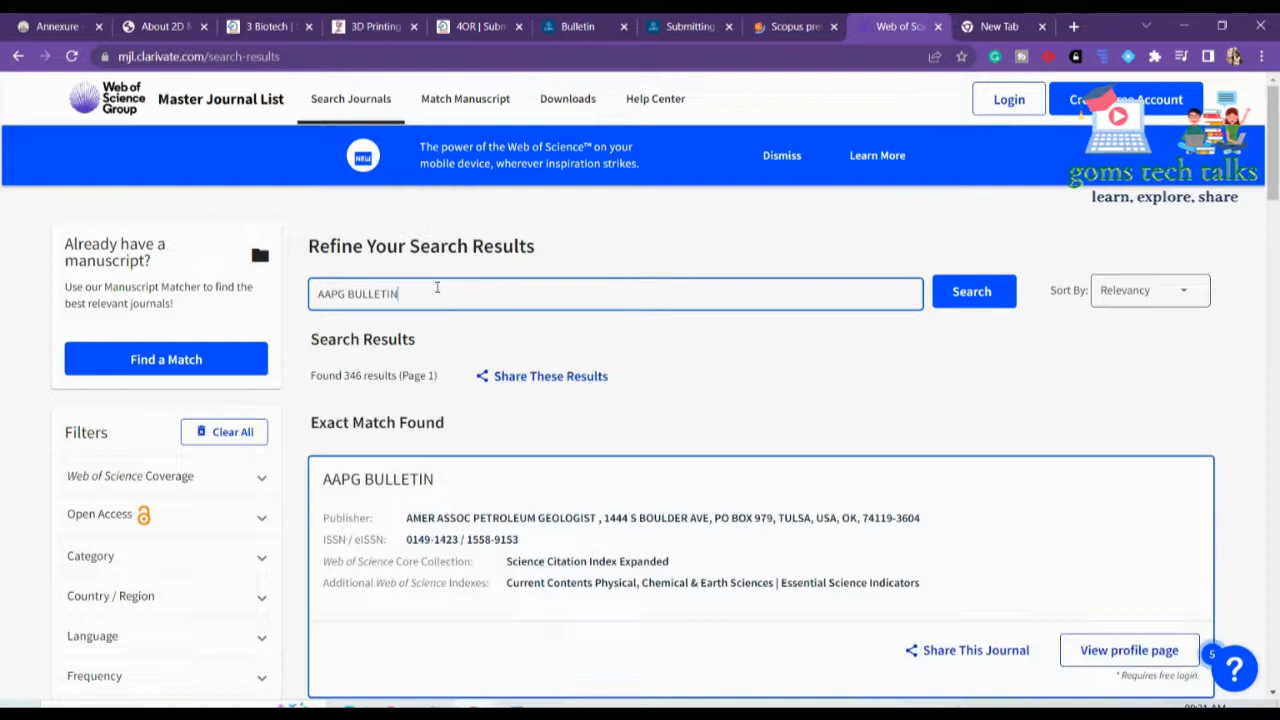 Annexure -
About 2D M
3 Biotech |
3D Printing
4OR | Subm
Bulletin
Submitting
Scopus pre
Web of Sci
New Tab
mjl.clarivate.com/search-results
Web of
Science
Group
Master Journal List
Search Journals
Match Manuscript
Downloads
Help Center
Login
Account
The power of the Web of Science™ on your
mobile device, wherever inspiration strikes.
NEW
Dismiss
Learn More
goms tech talks
learn, explore, share
Already have a
manuscript?
Use our Manuscript Matcher to find the
best relevant journals!
Find a Match
Refine Your Search Results
AAPG BULLETIN
Search
Sort By:
Relevancy
Search Results
Found 346 results (Page 1)
Share These Results
Exact Match Found
Filters
Clear All
Web of Science Coverage
Open Access
Category
Country / Region
Language
Frequency
AAPG BULLETIN
Publisher: AMER ASSOC PETROLEUM GEOLOGIST , 1444 S BOULDER AVE, PO BOX 979, TULSA, USA, OK, 74119-3604
ISSN / eISSN: 0149-1423 / 1558-9153
Web of Science Core Collection: Science Citation Index Expanded
Additional Web of Science Indexes: Current Contents Physical, Chemical & Earth Sciences | Essential Science Indicators
Share This Journal
View profile page
* Requires free login.
5
?